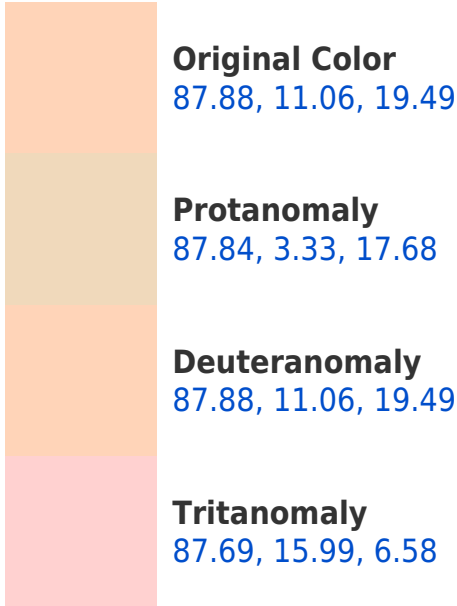 Original Color
87.88, 11.06, 19.49
Protanomaly
87.84, 3.33, 17.68
Deuteranomaly
87.88, 11.06, 19.49
Tritanomaly
87.69, 15.99, 6.58